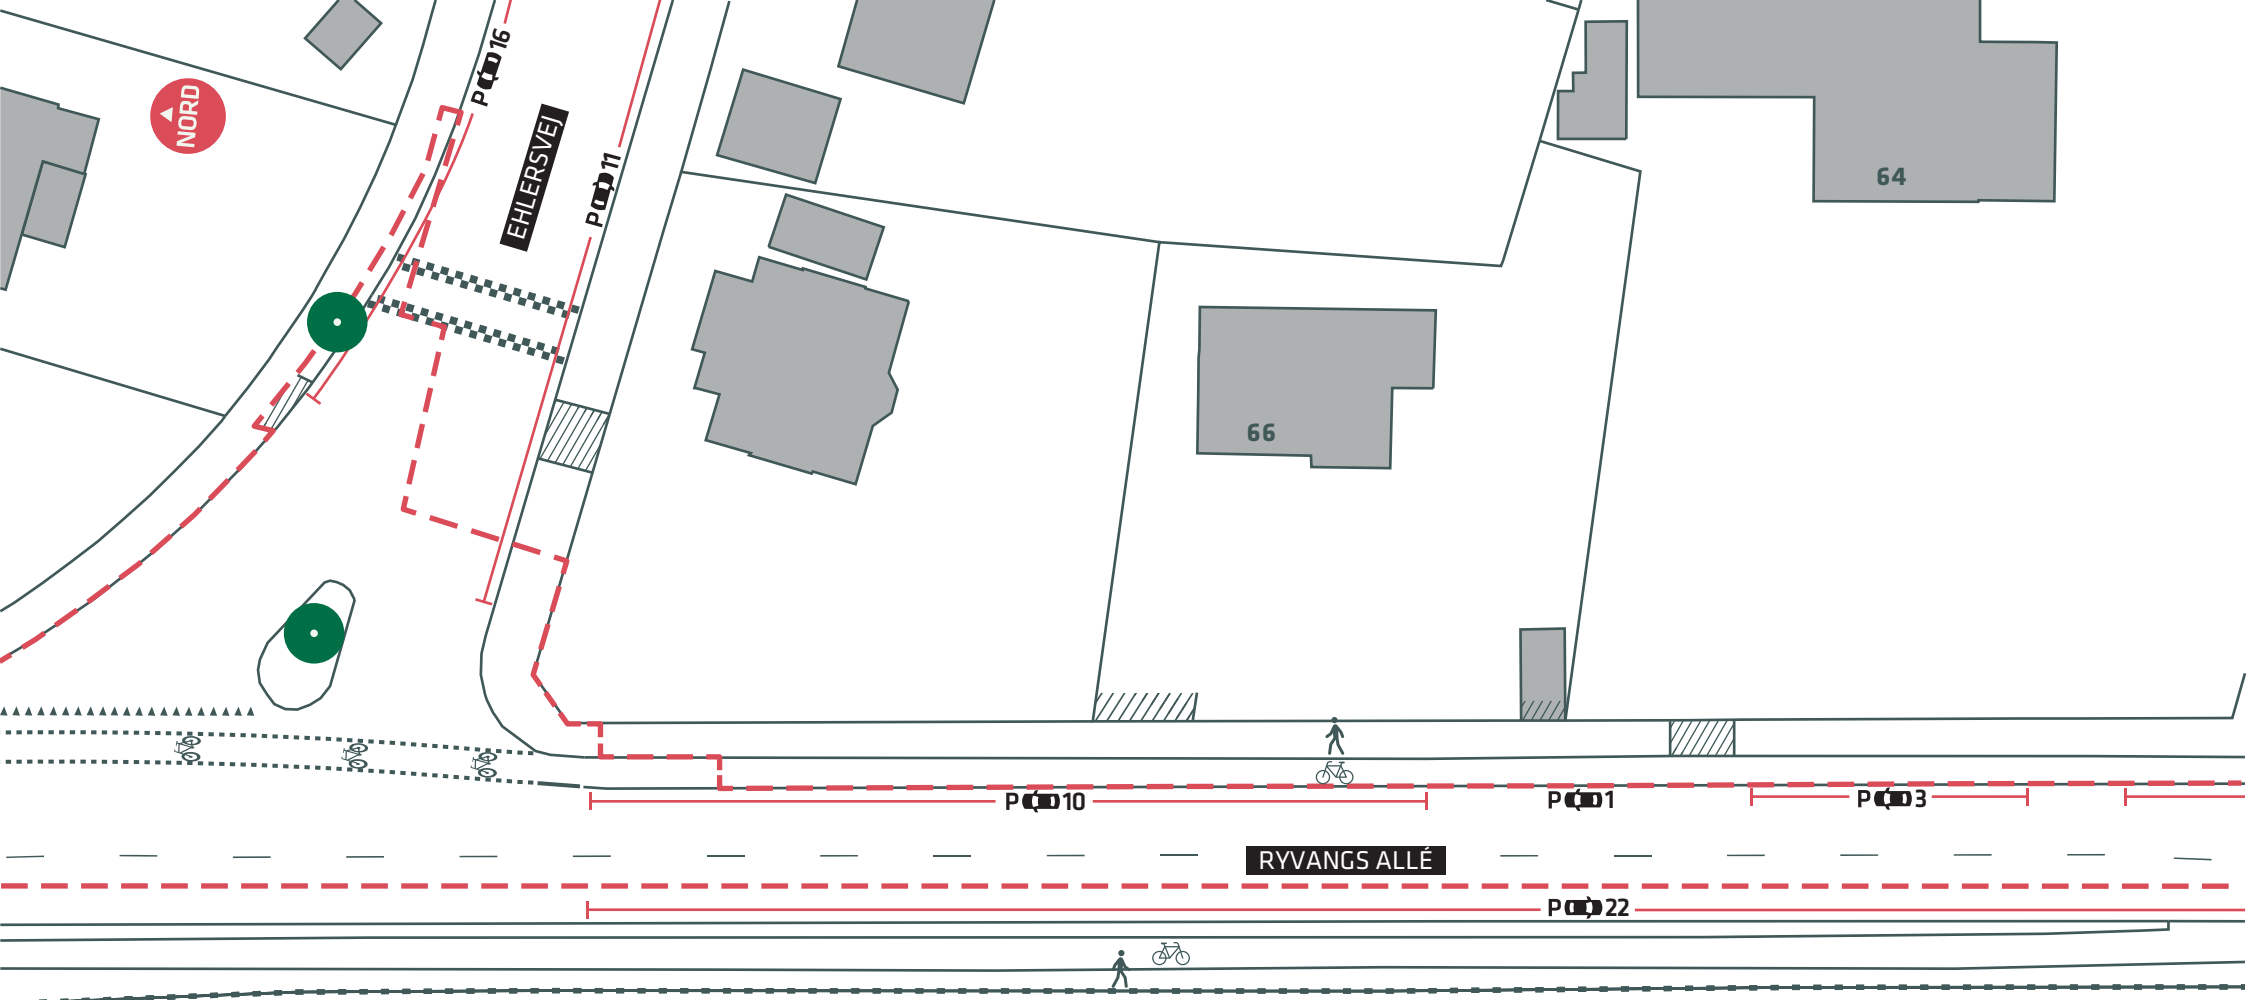 P 16
NORD
EHLERSVEJ
P 11
64
66
P 10
P 1
P 3
RYVANGS ALLÉ
P 22